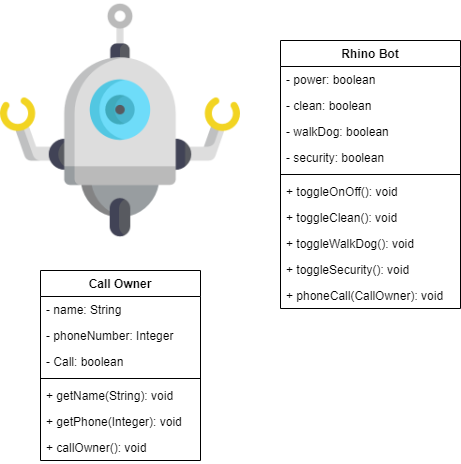 Rhino Bot
- power: boolean
- clean: boolean
- walkDog: boolean
- security: boolean
+ toggleOnOff(): void
+ toggleClean(): void
+ toggleWalkDog(): void
+ toggleSecurity(): void
+ phoneCall(CallOwner): void
Call Owner
- name: String
- phoneNumber: Integer
- Call: boolean
+ getName(String): void
+ getPhone(Integer): void
+ callOwner(): void